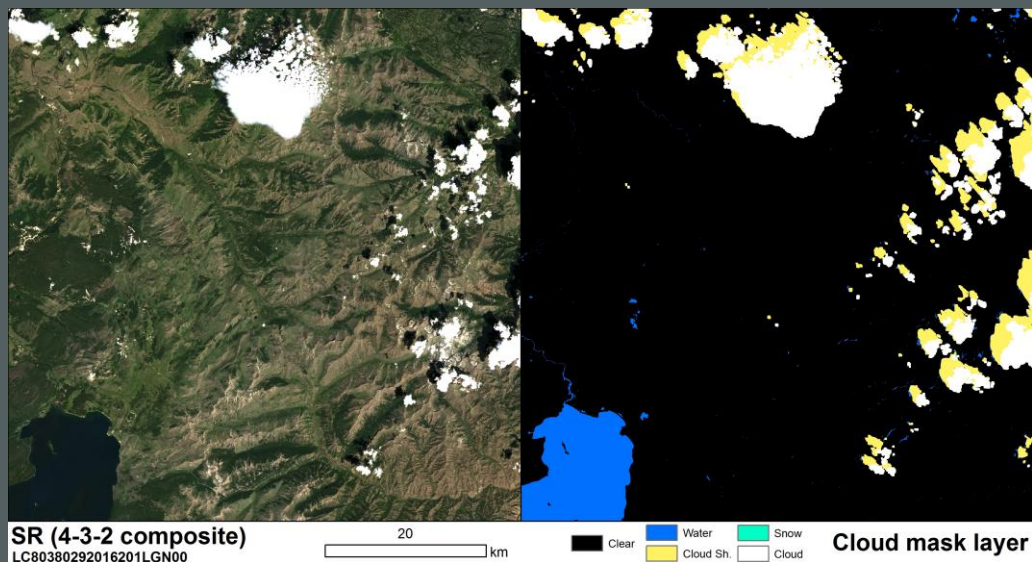 SR (4-3-2 composite)
LC80380292016201LGN00
20
km
Clear
Water
Snow
Cloud Sh.
Cloud
Cloud mask layer